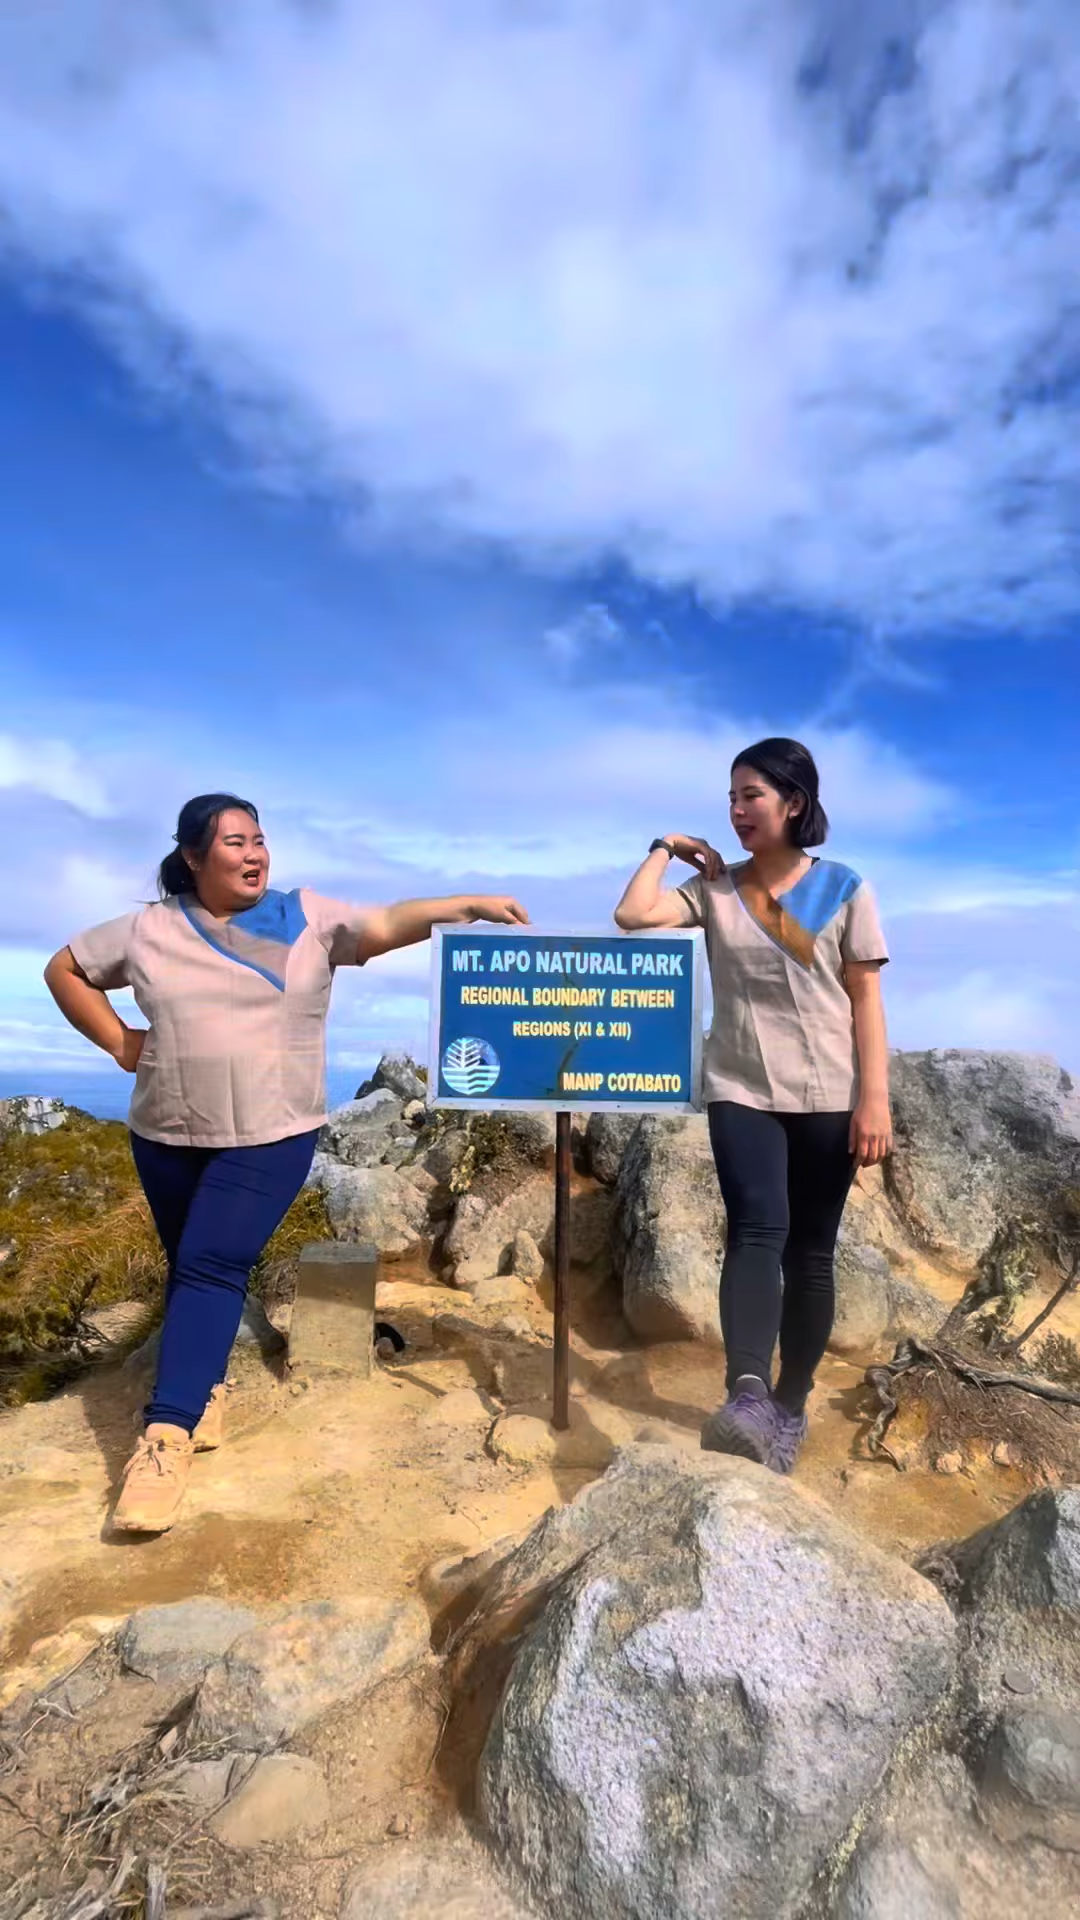 MT. APO NATURAL PARK
REGIONAL BOUNDARY BETWEEN
REGIONS (XI & XII)
MANP COTABATO